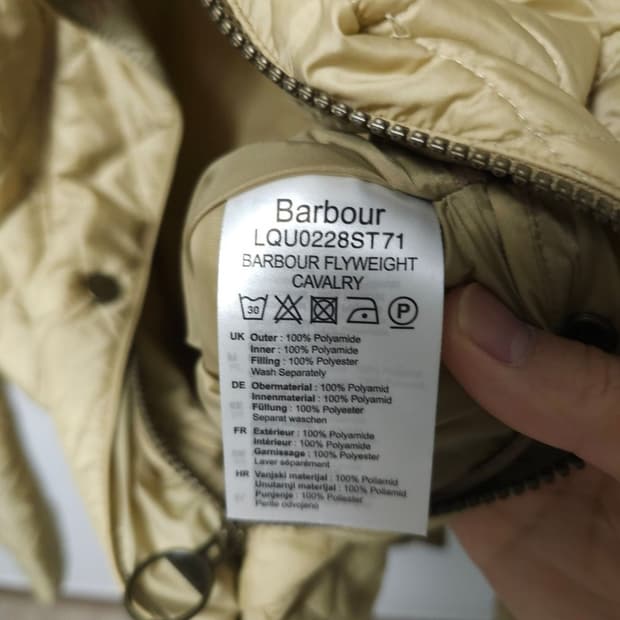 Barbour
LQU0228ST71
BARBOUR FLYWEIGHT
CAVALRY
30 P
UK Outer : 100% Polyamide
Inner : 100% Polyamide
Filling : 100% Polyester
Wash Separately
DE Obermaterial : 100% Polyamid
Innenmaterial : 100% Polyamid
Füllung : 100% Polyester
Separat waschen
FR Extérieur : 100% Polyamide
Intérieur : 100% Polyamide
Garnissage : 100% Polyester
Laver séparément
HR Vanjski materijal : 100% Poliamid
Unutarnji materijal : 100% Poliamid
Punjenje : 100% Poliester
Perite odvojeno